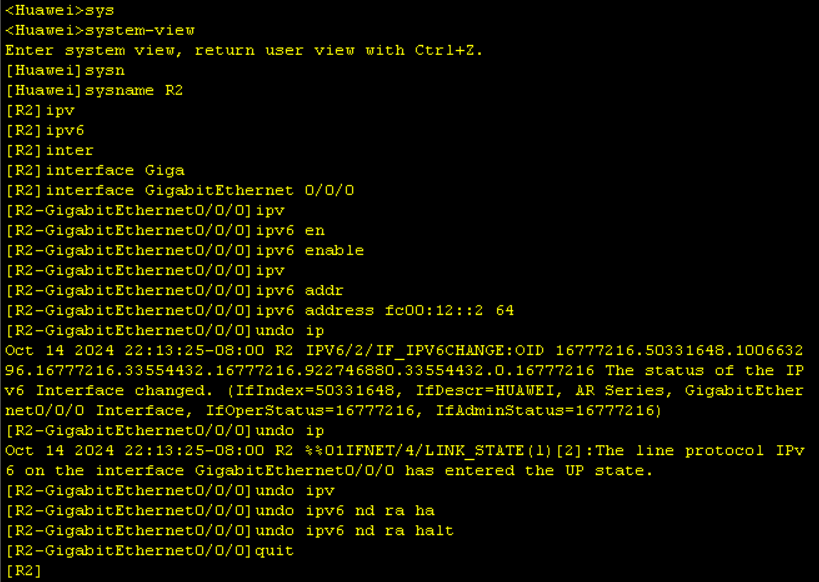 <Huawei>sys
<Huawei>system-view
Enter system view, return user view with Ctrl+Z.
[Huawei]sysn
[Huawei]sysname R2
[R2]ipv
[R2]ipv6
[R2]inter
[R2]interface Giga
[R2]interface GigabitEthernet 0/0/0
[R2-GigabitEthernet0/0/0]ipv
[R2-GigabitEthernet0/0/0]ipv6 en
[R2-GigabitEthernet0/0/0]ipv6 enable
[R2-GigabitEthernet0/0/0]ipv
[R2-GigabitEthernet0/0/0]ipv6 addr
[R2-GigabitEthernet0/0/0]ipv6 address fc00:12::2 64
[R2-GigabitEthernet0/0/0]undo ip
Oct 14 2024 22:13:25-08:00 R2 IPV6/2/IF_IPV6CHANGE:OID 16777216.50331648.1006632
96.16777216.33554432.16777216.922746880.33554432.0.16777216 The status of the IP
v6 Interface changed. (IfIndex=50331648, IfDescr=HUAWEI, AR Series, GigabitEther
net0/0/0 Interface, IfOperStatus=16777216, IfAdminStatus=16777216)
[R2-GigabitEthernet0/0/0]undo ip
Oct 14 2024 22:13:25-08:00 R2 %%01IFNET/4/LINK_STATE(l)[2]:The line protocol IPv
6 on the interface GigabitEthernet0/0/0 has entered the UP state.
[R2-GigabitEthernet0/0/0]undo ipv
[R2-GigabitEthernet0/0/0]undo ipv6 nd ra ha
[R2-GigabitEthernet0/0/0]undo ipv6 nd ra halt
[R2-GigabitEthernet0/0/0]quit
[R2]